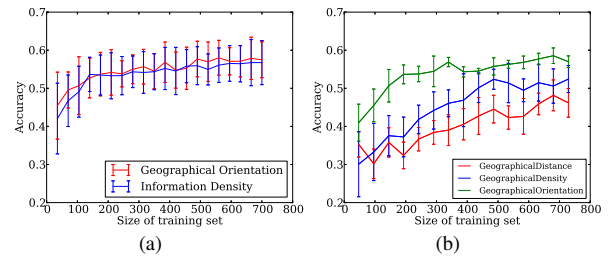 0.7
0.6
0.5
0.4
0.3
0.2
0 100 200 300 400 500 600 700 800
Accuracy
Size of training set
Geographical Orientation
Information Density
(a)
0.7
0.6
0.5
0.4
0.3
0.2
0 100 200 300 400 500 600 700 800
Accuracy
Size of training set
GeographicalDistance
GeographicalDensity
GeographicalOrientation
(b)